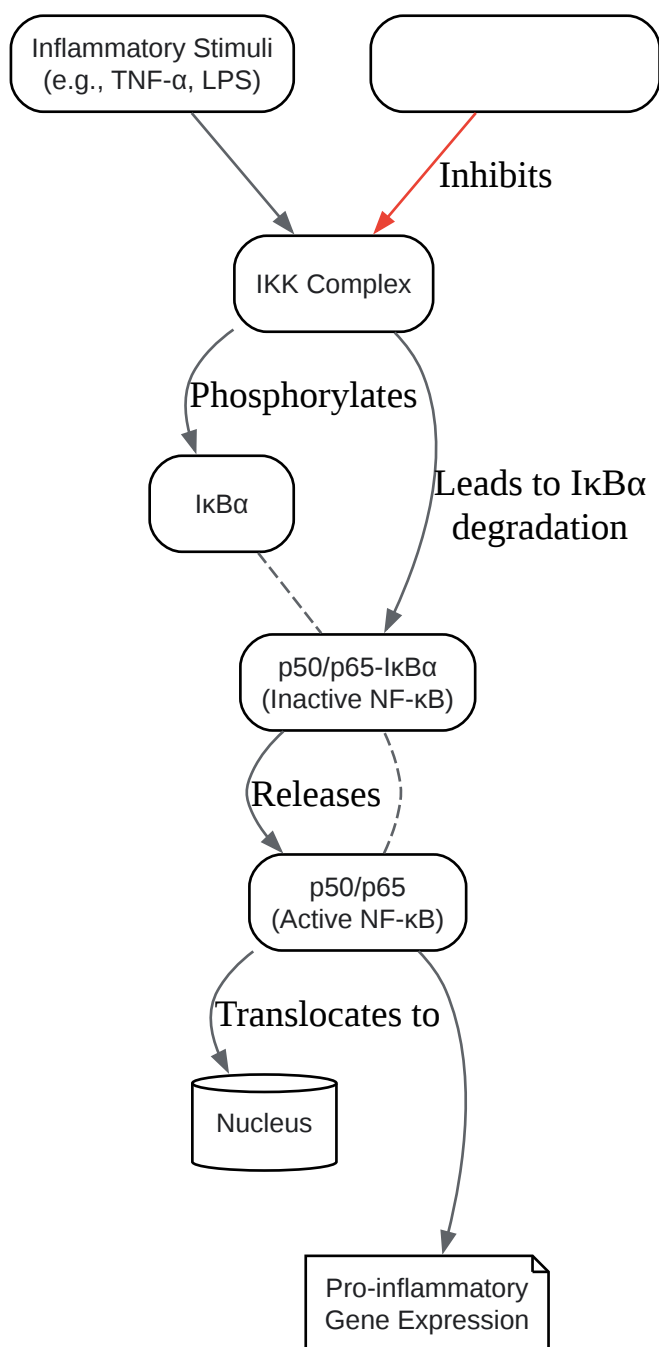 Inflammatory Stimuli
(e.g., TNF-α, LPS)
Inhibits
IKK Complex
Phosphorylates
IκBα
Leads to IκBα
degradation
p50/p65-IκBα
(Inactive NF-κB)
Releases
p50/p65
(Active NF-κB)
Translocates to
Nucleus
Pro-inflammatory
Gene Expression